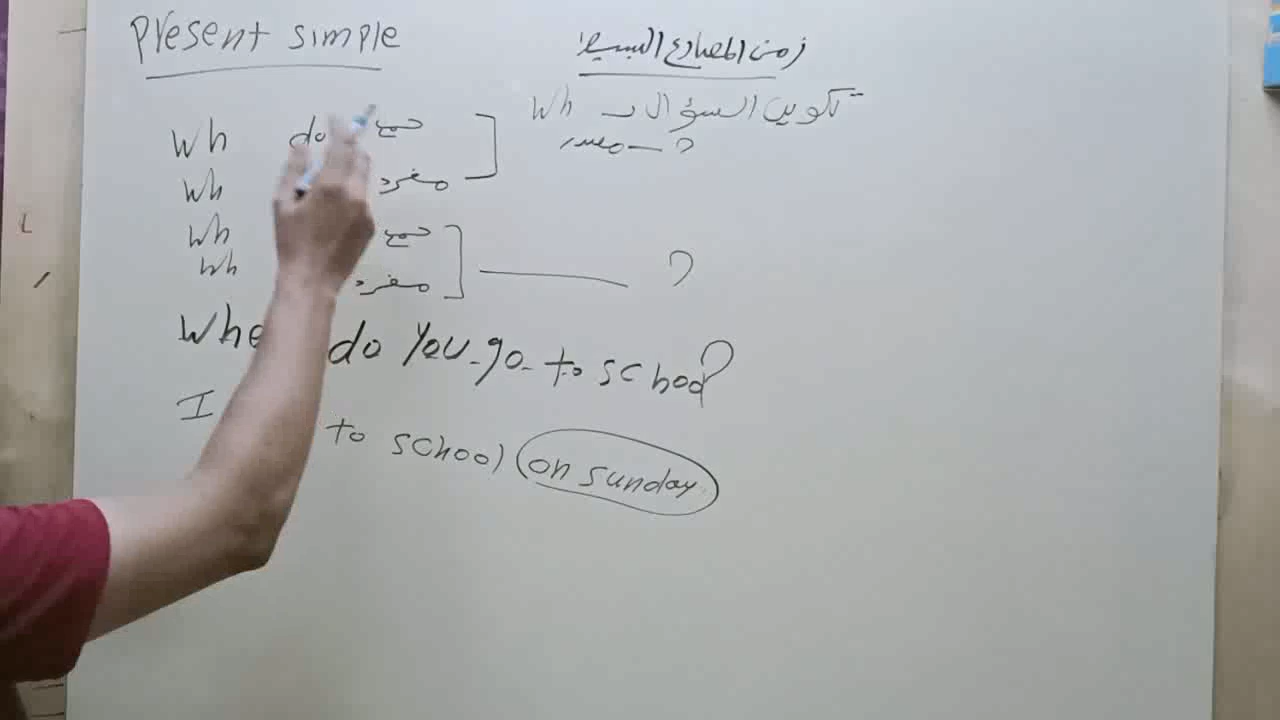 Present simple
زمن المضارع البسيط
تكوين السؤال بـ Wh
Wh do جمع
مصدر ?
Wh مفرد
Wh جمع
Wh مفرد ?
do you go to school?
I to school on sunday